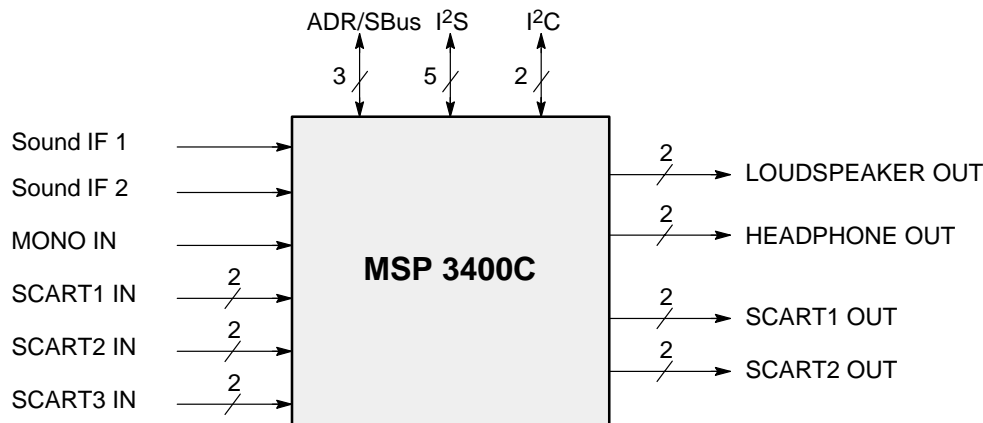 ADR/SBus I²S I²C
3 5 2
Sound IF 1
Sound IF 2
MONO IN
SCART1 IN 2
SCART2 IN 2
SCART3 IN 2
MSP 3400C
2 LOUDSPEAKER OUT
2 HEADPHONE OUT
2 SCART1 OUT
2 SCART2 OUT